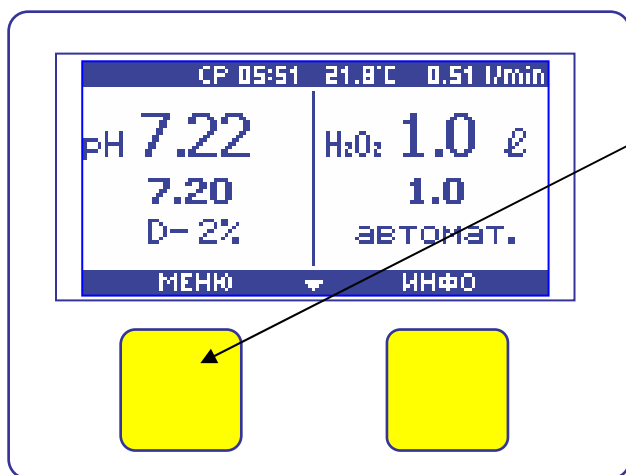 СР 05:51 21.8°C 0.51 l/min
pH 7.22 H₂O₂ 1.0 ℓ
7.20 1.0
D- 2% автомат.
МЕНЮ ИНФО